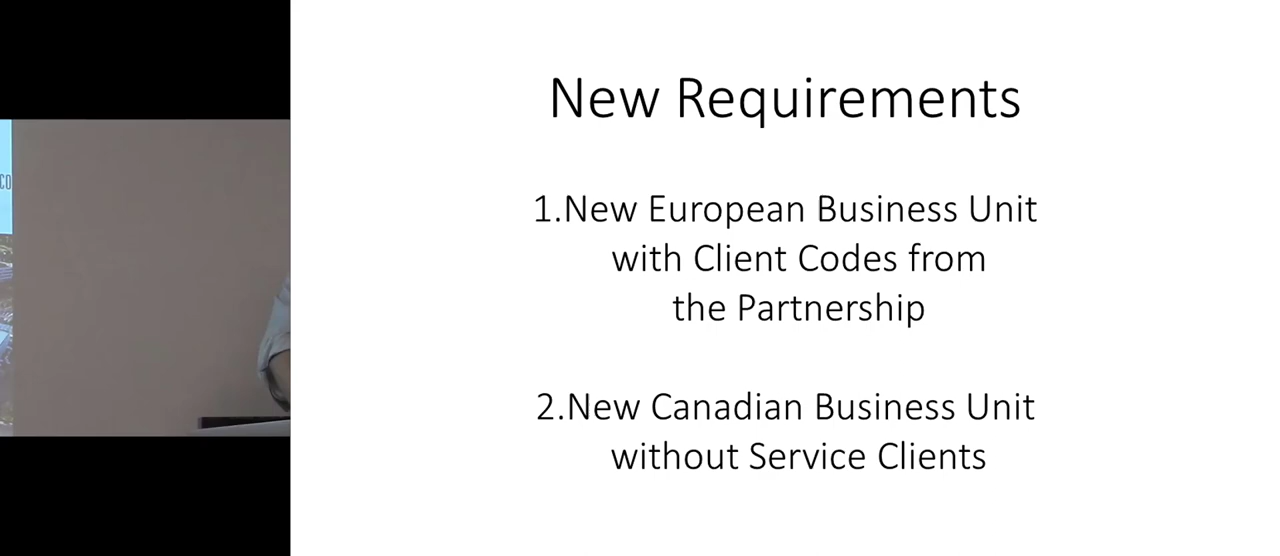 New Requirements
1.New European Business Unit
with Client Codes from
the Partnership
2.New Canadian Business Unit
without Service Clients